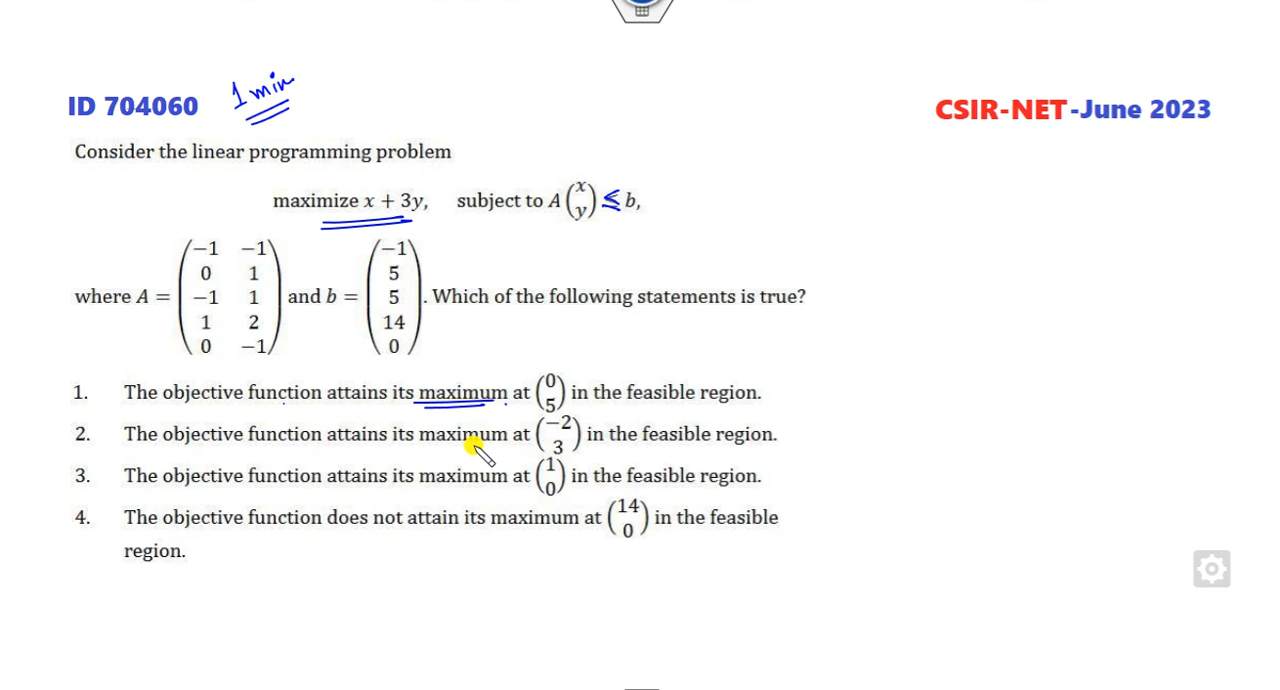 ID 704060 1 min CSIR-NET-June 2023
Consider the linear programming problem
maximize x + 3y, subject to A (x y) ≤ b,
where A = (−1 −1; 0 1; −1 1; 1 2; 0 −1) and b = (−1; 5; 5; 14; 0). Which of the following statements is true?
1. The objective function attains its maximum at (0 5) in the feasible region.
2. The objective function attains its maximum at (−2 3) in the feasible region.
3. The objective function attains its maximum at (1 0) in the feasible region.
4. The objective function does not attain its maximum at (14 0) in the feasible
region.